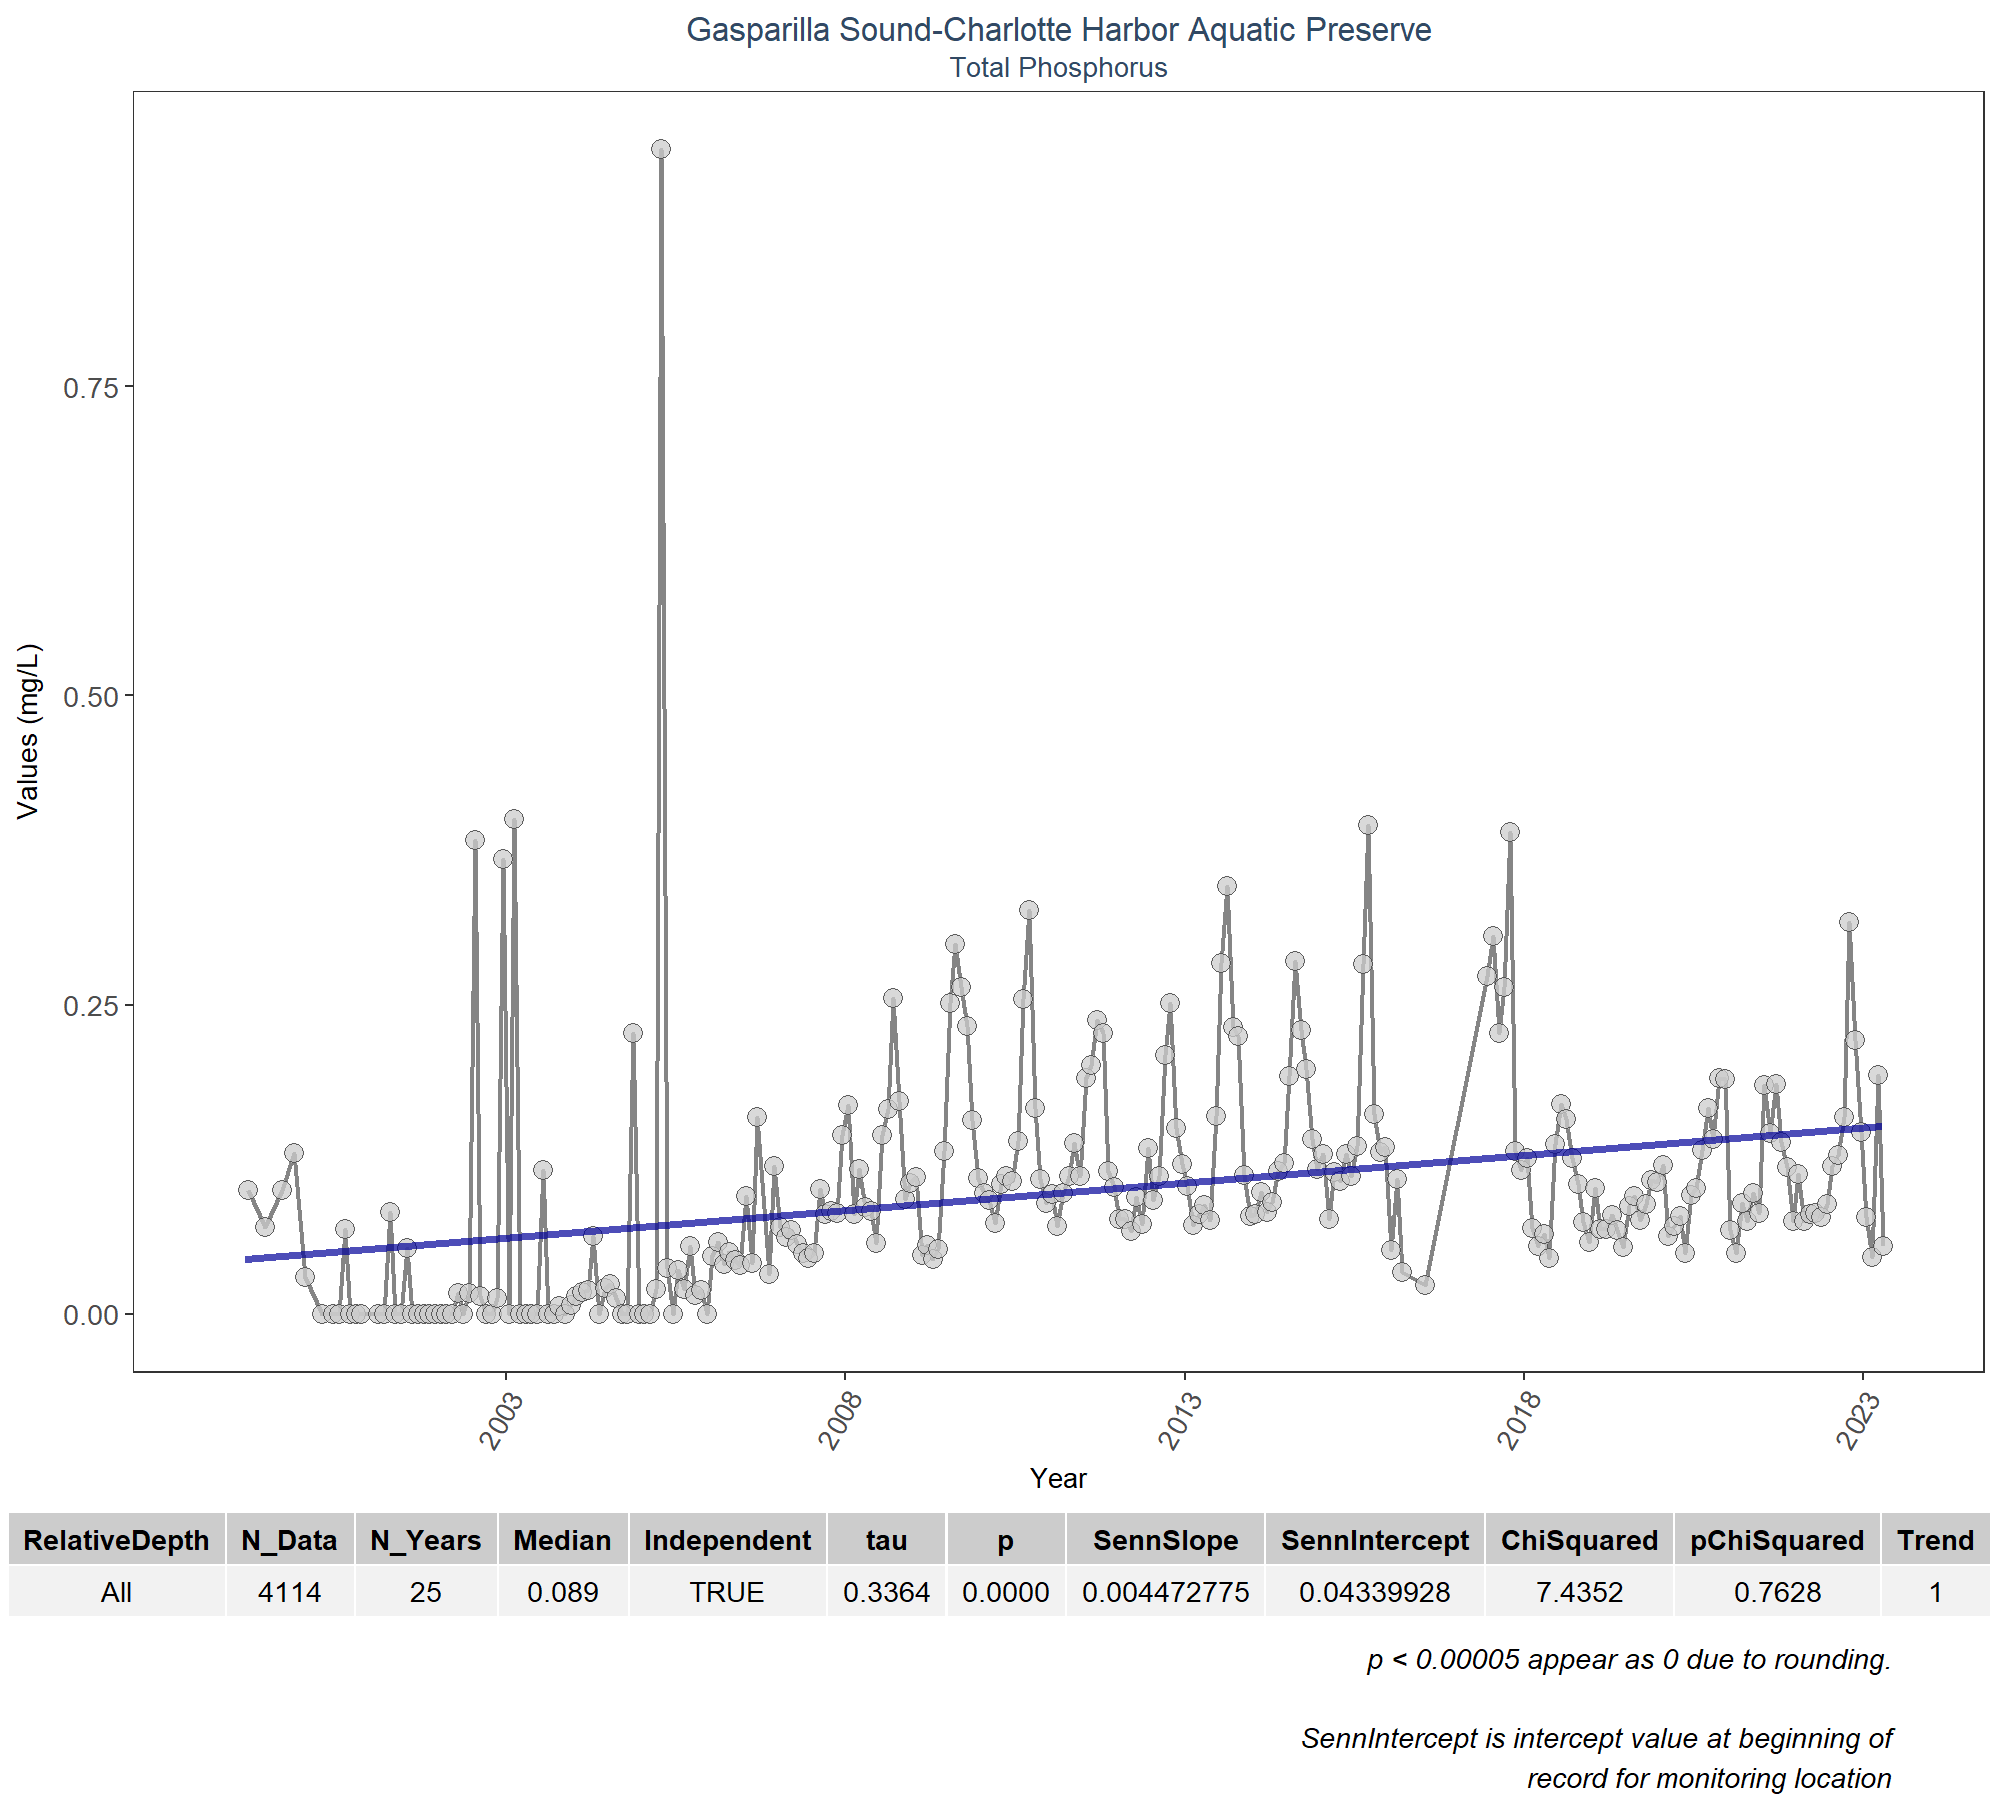 Gasparilla Sound-Charlotte Harbor Aquatic Preserve
Total Phosphorus
Values (mg/L)
0.75
0.50
0.25
0.00
2003 2008 2013 2018 2023
Year
RelativeDepth N_Data N_Years Median Independent tau p SennSlope SennIntercept ChiSquared pChiSquared Trend
All 4114 25 0.089 TRUE 0.3364 0.0000 0.004472775 0.04339928 7.4352 0.7628 1
p < 0.00005 appear as 0 due to rounding.
SennIntercept is intercept value at beginning of
record for monitoring location